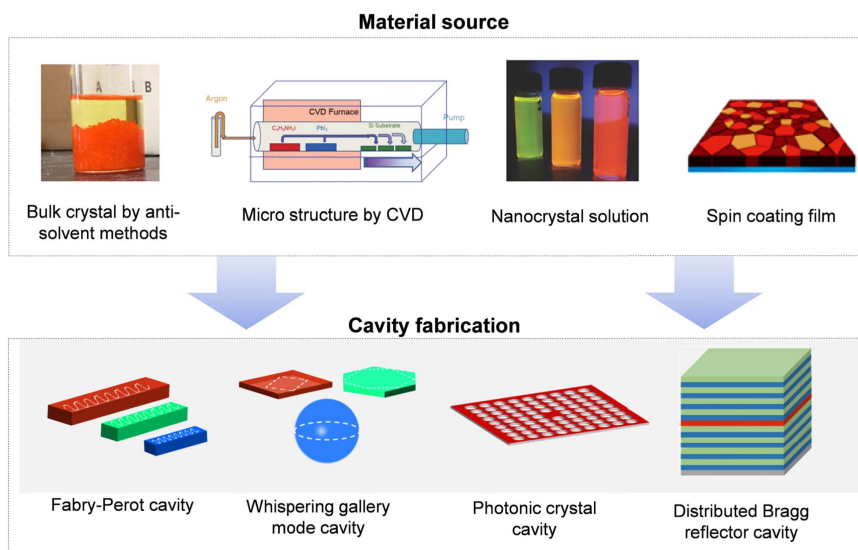 Material source
A B
Argon
CVD Furnace
Si Substrate
Pump
PbI₂
Bulk crystal by anti-
solvent methods
Micro structure by CVD
Nanocrystal solution
Spin coating film
Cavity fabrication
Fabry-Perot cavity
Whispering gallery
mode cavity
Photonic crystal
cavity
Distributed Bragg
reflector cavity